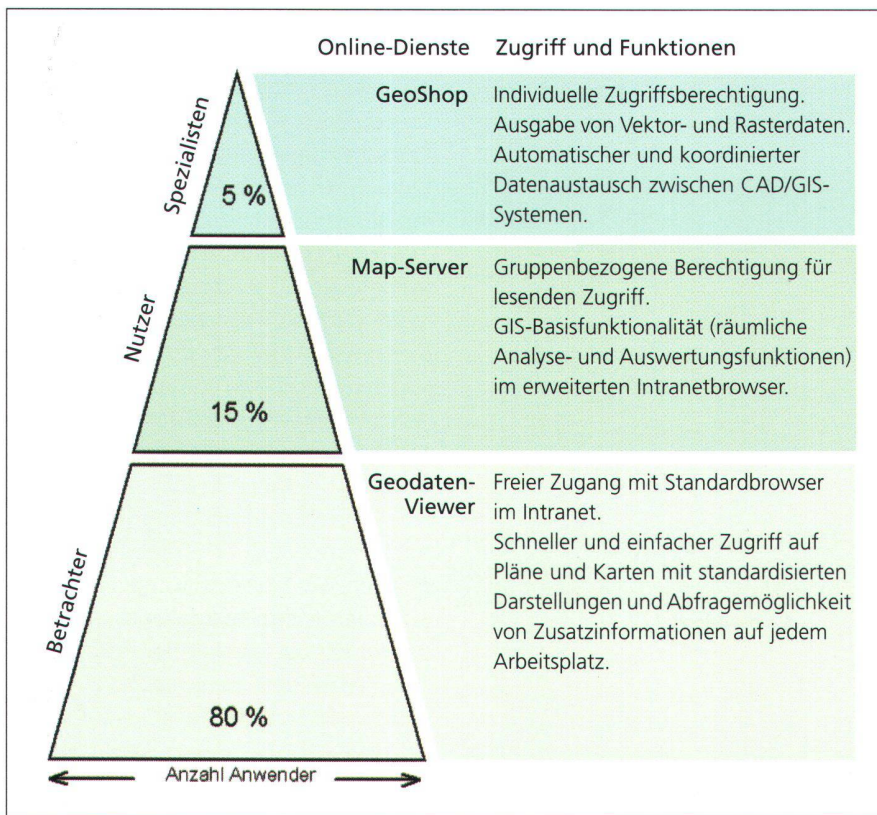 Online-Dienste Zugriff und Funktionen
Spezialisten
5 %
GeoShop
Individuelle Zugriffsberechtigung.
Ausgabe von Vektor- und Rasterdaten.
Automatischer und koordinierter
Datenaustausch zwischen CAD/GIS-
Systemen.
Nutzer
15 %
Map-Server
Gruppenbezogene Berechtigung für
lesenden Zugriff.
GIS-Basisfunktionalität (räumliche
Analyse- und Auswertungsfunktionen)
im erweiterten Intranetbrowser.
Betrachter
80 %
Geodaten-
Viewer
Freier Zugang mit Standardbrowser
im Intranet.
Schneller und einfacher Zugriff auf
Pläne und Karten mit standardisierten
Darstellungen und Abfragemöglichkeit
von Zusatzinformationen auf jedem
Arbeitsplatz.
Anzahl Anwender